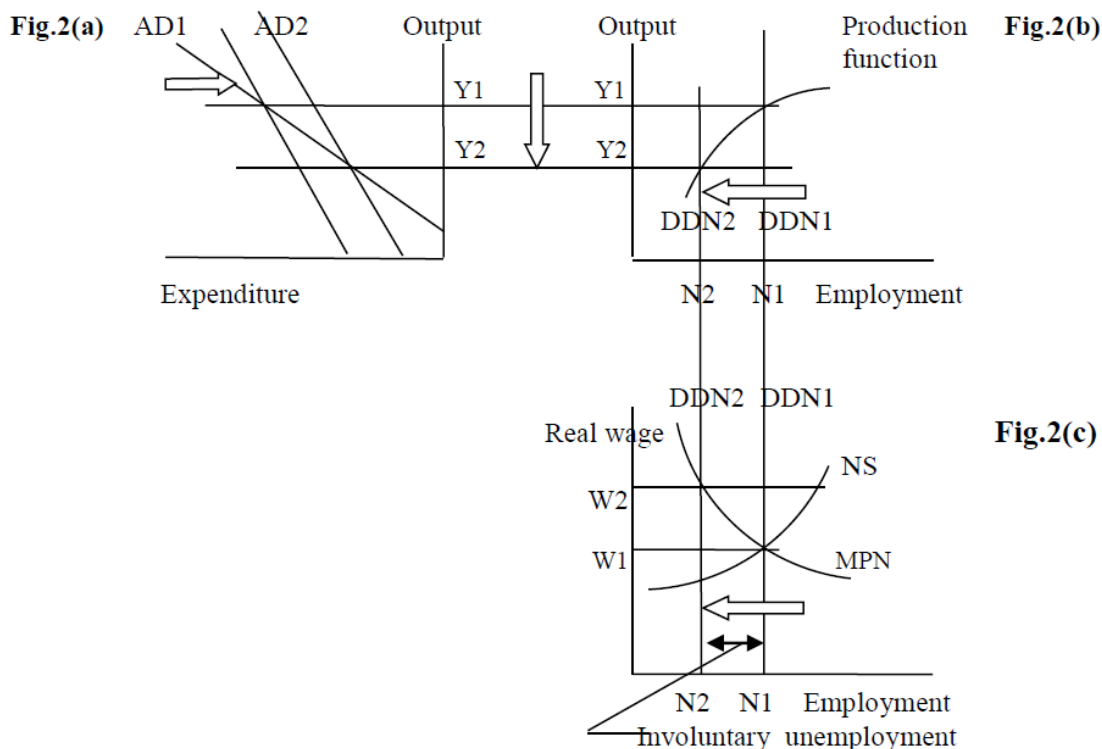 Fig.2(a) AD1 AD2 Output Output Production function Fig.2(b)
Y1 Y1
Y2 Y2
DDN2 DDN1
Expenditure N2 N1 Employment
DDN2 DDN1
Real wage Fig.2(c)
NS
W2
W1 MPN
N2 N1 Employment
Involuntary unemployment